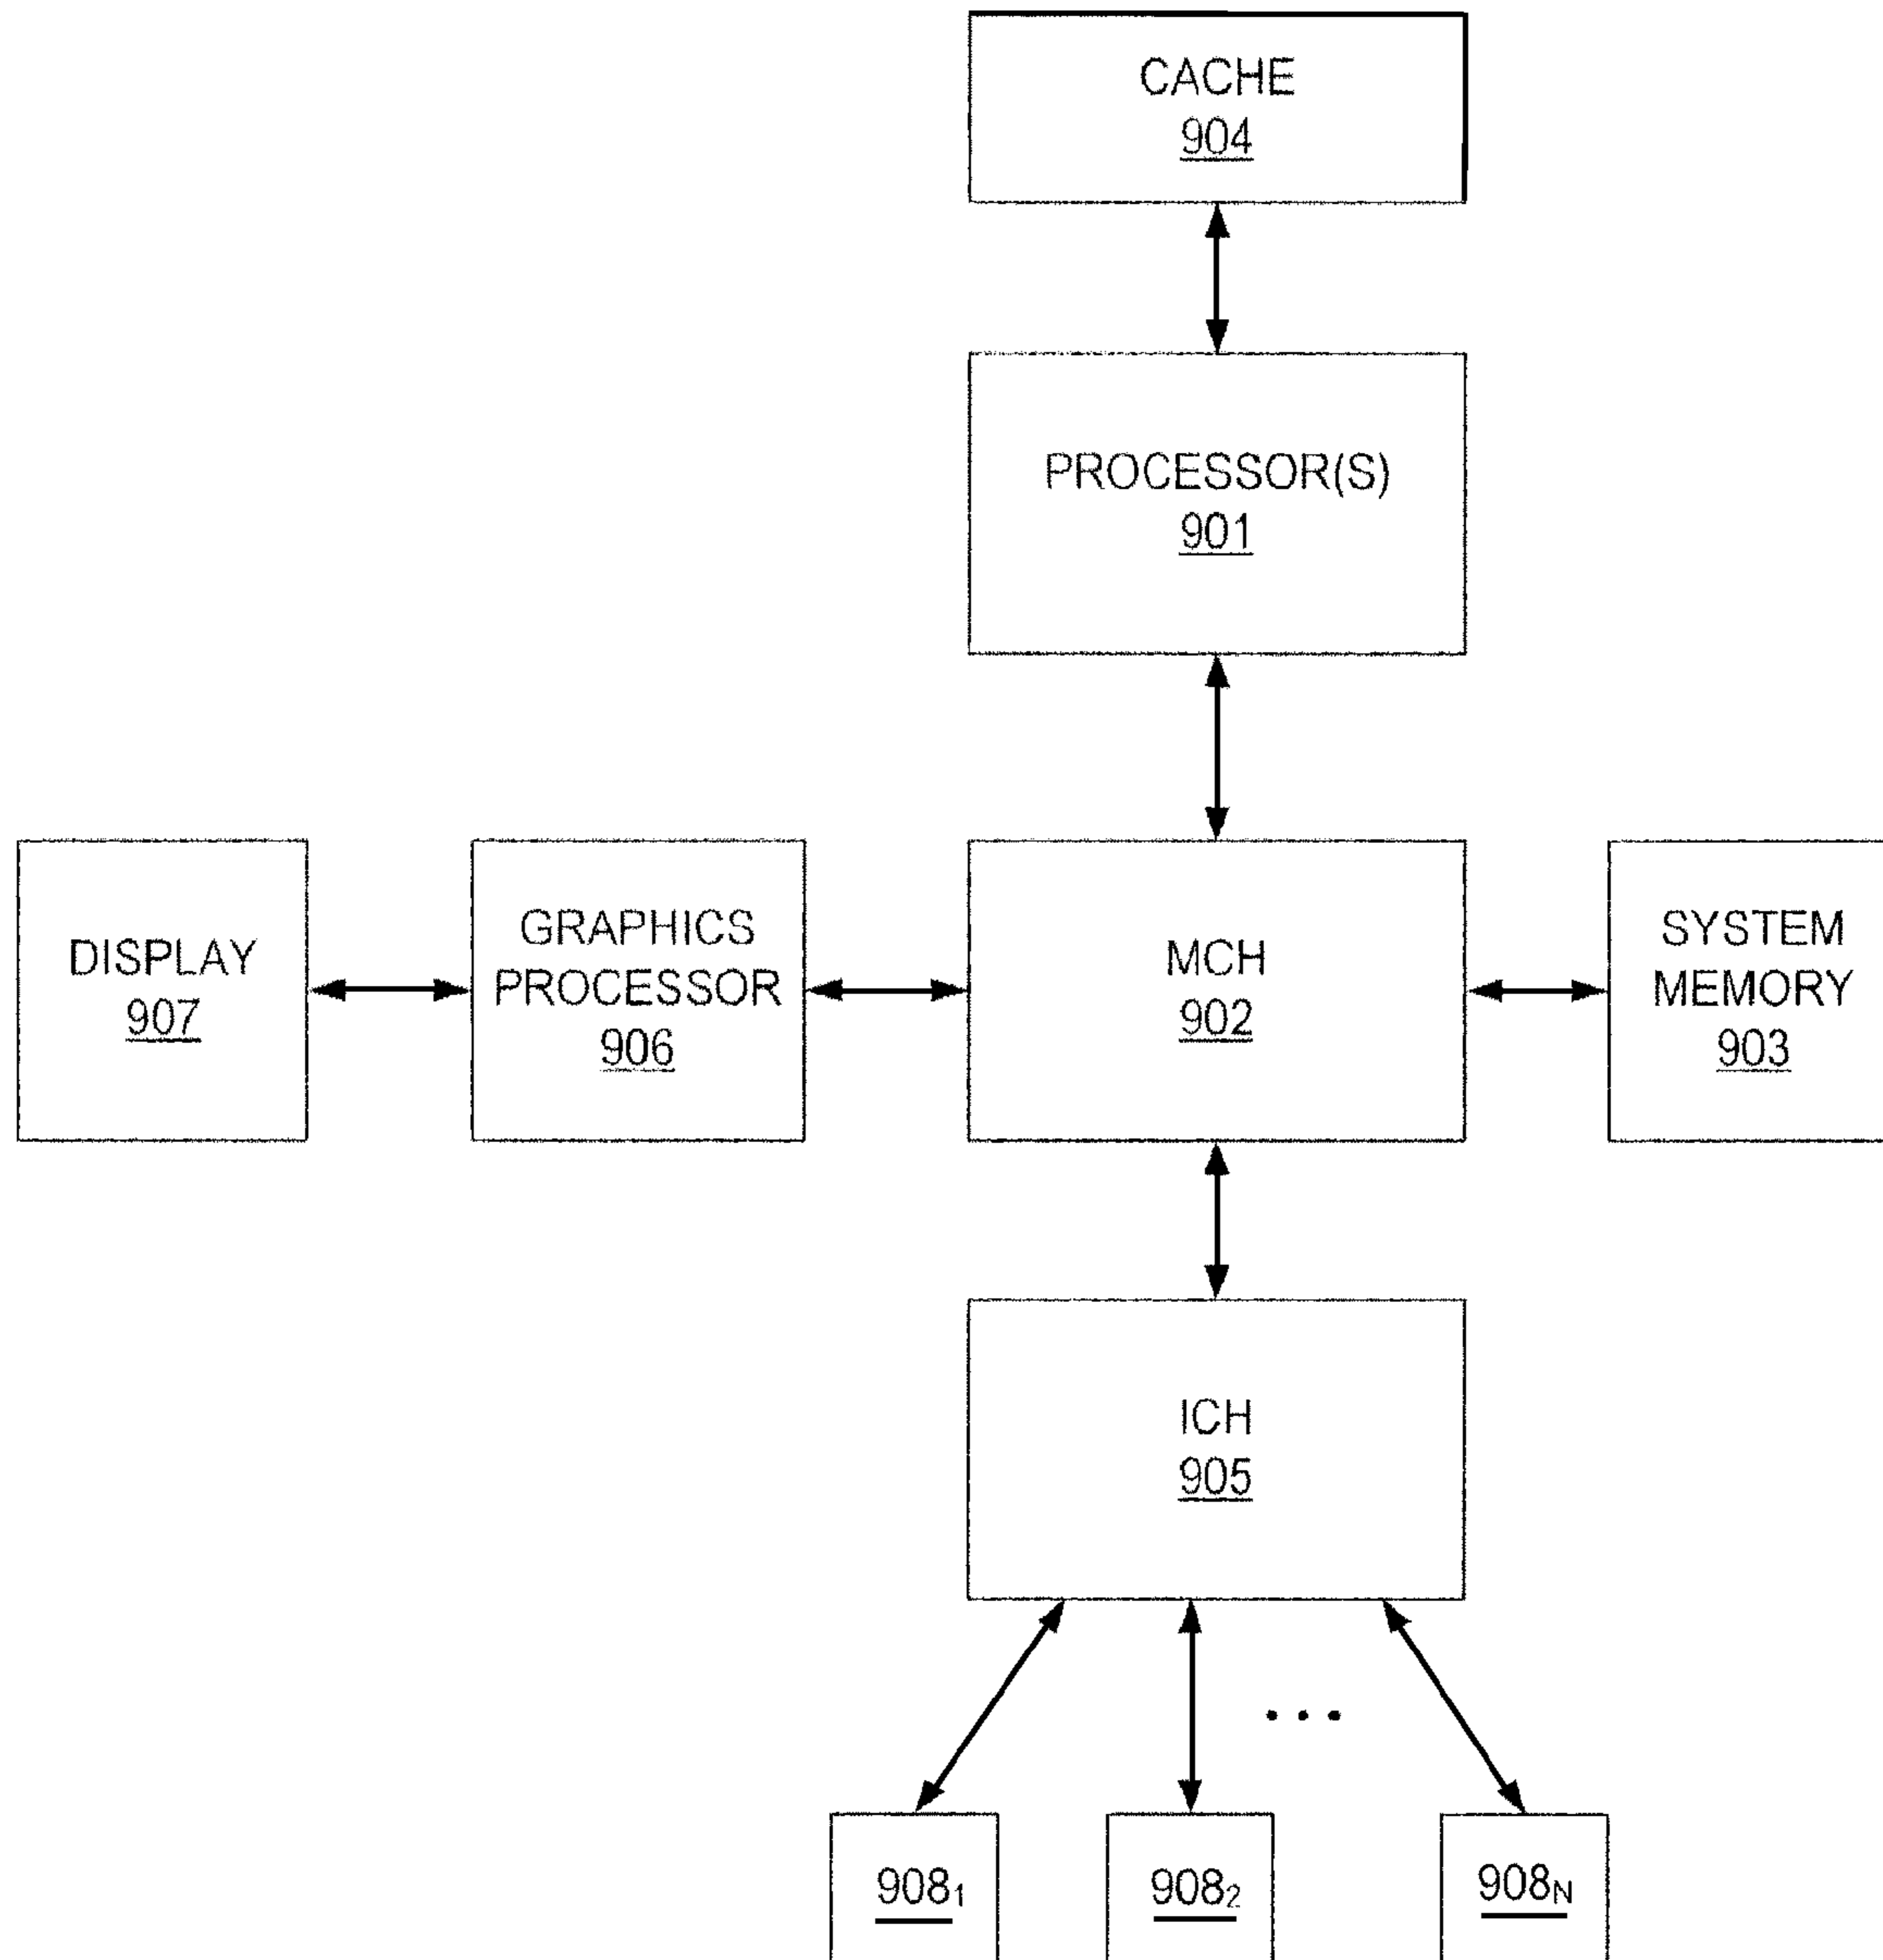 CACHE
904
PROCESSOR(S)
901
DISPLAY
907
GRAPHICS
PROCESSOR
906
MCH
902
SYSTEM
MEMORY
903
ICH
905
. . .
908₁
908₂
908N